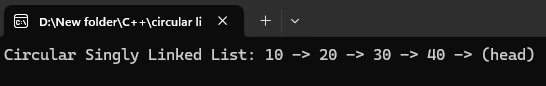 D:\New folder\C++\circular li
Circular Singly Linked List: 10 -> 20 -> 30 -> 40 -> (head)